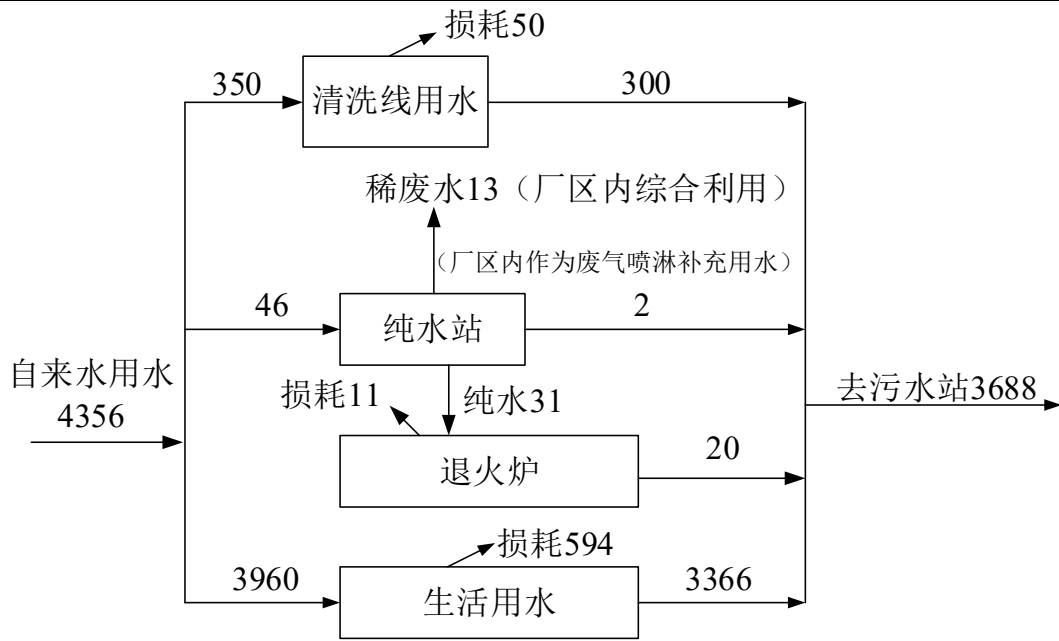 损耗50
350
清洗线用水
300
稀废水13（厂区内综合利用）
（厂区内作为废气喷淋补充用水）
46
纯水站
2
自来水用水
4356
损耗11
纯水31
去污水站3688
退火炉
20
损耗594
3960
生活用水
3366